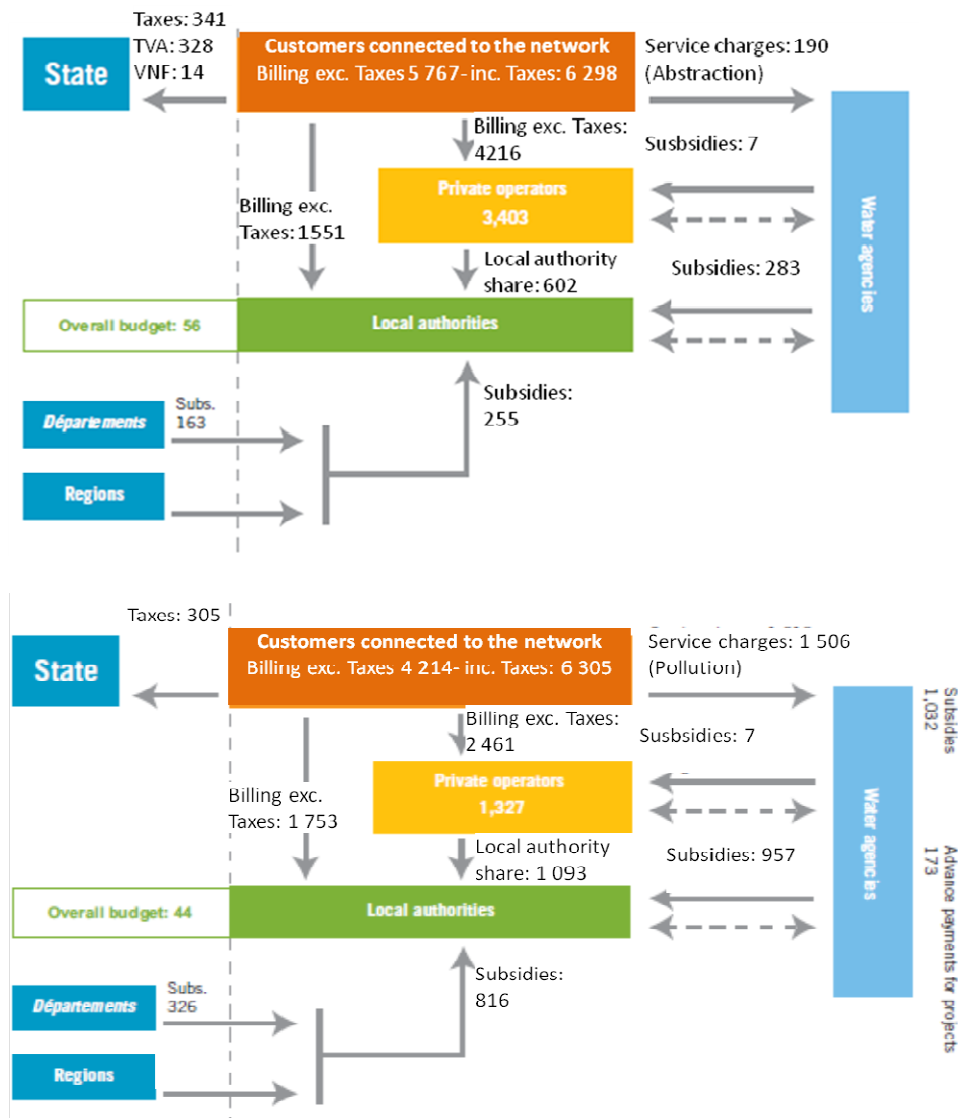 Taxes: 341
TVA: 328
VNF: 14
State
Customers connected to the network
Billing exc. Taxes 5 767- inc. Taxes: 6 298
Service charges: 190
(Abstraction)
Billing exc. Taxes:
4216
Susbsidies: 7
Private operators
3,403
Billing exc.
Taxes: 1551
Local authority
share: 602
Subsidies: 283
Water agencies
Overall budget: 56
Local authorities
Subsidies:
255
Départements
Subs.
163
Regions
Taxes: 305
State
Customers connected to the network
Billing exc. Taxes 4 214- inc. Taxes: 6 305
Service charges: 1 506
(Pollution)
Billing exc. Taxes:
2 461
Susbsidies: 7
Subsidies
1,032
Private operators
1,327
Billing exc.
Taxes: 1 753
Local authority
share: 1 093
Subsidies: 957
Water agencies
Advance payments for projects
173
Overall budget: 44
Local authorities
Subsidies:
816
Départements
Subs.
326
Regions